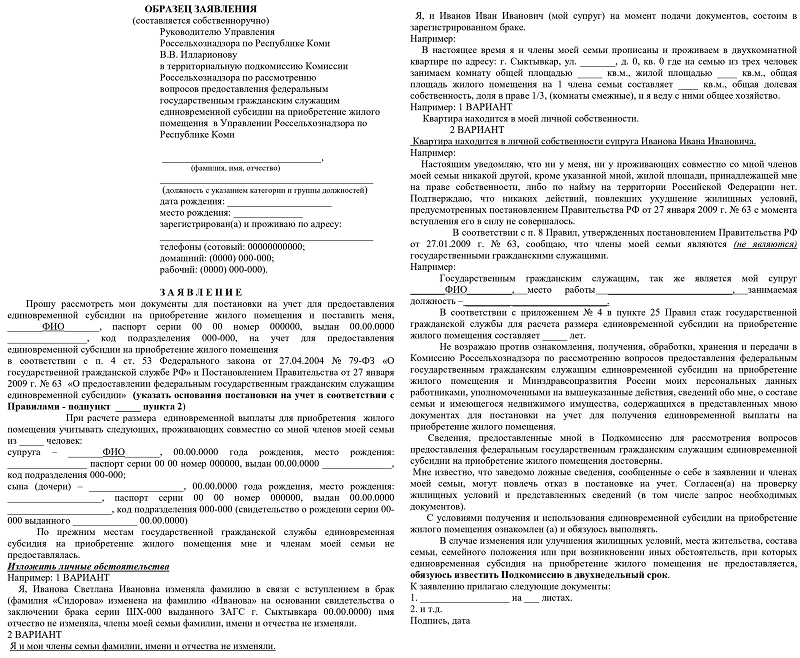 ОБРАЗЕЦ ЗАЯВЛЕНИЯ
(составляется собственноручно)
Руководителю Управления
Россельхознадзора по Республике Коми
В.В. Илларионову
в территориальную подкомиссию Комиссии
Россельхознадзора по рассмотрению
вопросов предоставления федеральным
государственным гражданским служащим
единовременной субсидии на приобретение жилого
помещения в Управлении Россельхознадзора по
Республике Коми
________________________________,
(фамилия, имя, отчество)
__________________________________________
(должность с указанием категории и группы должностей)
дата рождения: _____________________
место рождения: ____________________
зарегистрирован(а) и проживаю по адресу:
__________________________________________
телефоны (сотовый: 00000000000;
домашний: (0000) 000-000;
рабочий: (0000) 000-000).
З А Я В Л Е Н И Е
Прошу рассмотреть мои документы для постановки на учет для предоставления
единовременной субсидии на приобретение жилого помещения и поставить меня,
_______ФИО_______, паспорт серии 00 00 номер 000000, выдан 00.00.0000
________________, код подразделения 000-000, на учет для предоставления
единовременной субсидии на приобретение жилого помещения
в соответствии с п. 4 ст. 53 Федерального закона от 27.04.2004 № 79-ФЗ «О
государственной гражданской службе РФ» и Постановлением Правительства от 27 января
2009 г. № 63 «О предоставлении федеральным государственным гражданским служащим
единовременной субсидии» (указать основания постановки на учет в соответствии с
Правилами - подпункт _____ пункта 2)
При расчете размера единовременной выплаты для приобретения жилого
помещения учитывать следующих, проживающих совместно со мной членов моей семьи
из _____ человек:
супруга – _______ФИО_______, 00.00.0000 года рождения, место рождения:
________________ паспорт серии 00 00 номер 000000, выдан 00.00.0000 ______________,
код подразделения 000-000;
сына (дочери) – ___________________, 00.00.0000 года рождения, место рождения:
___________________, паспорт серии 00 00 номер 000000, выдан 00.00.0000
_____________________, код подразделения 000-000 (свидетельство о рождении серии 00-
000 выданного _____________ 00.00.0000)
По прежним местам государственной гражданской службы единовременная
субсидия на приобретение жилого помещения мне и членам моей семьи не
предоставлялась.
Изложить личные обстоятельства
Например: 1 ВАРИАНТ
Я, Иванова Светлана Ивановна изменяла фамилию в связи с вступлением в брак
(фамилия «Сидорова» изменена на фамилию «Иванова» на основании свидетельства о
заключении брака серии ШХ-000 выданного ЗАГС г. Сыктывкара 00.00.0000) имя
отчество не изменяла, члены моей семьи фамилии, имени и отчества не изменяли.
2 ВАРИАНТ
Я и мои члены семьи фамилии, имени и отчества не изменяли.
Я, и Иванов Иван Иванович (мой супруг) на момент подачи документов, состоим в
зарегистрированном браке.
Например:
В настоящее время я и члены моей семьи прописаны и проживаем в двухкомнатной
квартире по адресу: г. Сыктывкар, ул. _______, д. 0, кв. 0 где на семью из трех человек
занимаем комнату общей площадью _____ кв.м., жилой площадью ____ кв.м., общая
площадь жилого помещения на 1 члена семьи составляет ____ кв.м., общая долевая
собственность, доля в праве 1/3, (комнаты смежные), и я веду с ними общее хозяйство.
Например: 1 ВАРИАНТ
Квартира находится в моей личной собственности.
2 ВАРИАНТ
Квартира находится в личной собственности супруга Иванова Ивана Ивановича.
Например:
Настоящим уведомляю, что ни у меня, ни у проживающих совместно со мной членов
моей семьи никакой другой, кроме указанной мной, жилой площади, принадлежащей мне
на праве собственности, либо по найму на территории Российской Федерации нет.
Подтверждаю, что никаких действий, повлекших ухудшение жилищных условий,
предусмотренных постановлением Правительства РФ от 27 января 2009 г. № 63 с момента
вступления его в силу не совершалось.
В соответствии с п. 8 Правил, утвержденных постановлением Правительства РФ
от 27.01.2009 г. № 63, сообщаю, что члены моей семьи являются (не являются)
государственными гражданскими служащими.
Например:
Государственным гражданским служащим, так же является мой супруг
_______ФИО_________,___место работы_________________________,___занимаемая
должность – _________ ____________________.
В соответствии с приложением № 4 в пункте 25 Правил стаж государственной
гражданской службы для расчета размера единовременной субсидии на приобретение
жилого помещения составляет _____ лет.
Не возражаю против ознакомления, получения, обработки, хранения и передачи в
Комиссию Россельхознадзора по рассмотрению вопросов предоставления федеральным
государственным гражданским служащим единовременной субсидии на приобретение
жилого помещения и Минздравсоцразвития России моих персональных данных
работниками, уполномоченными на вышеуказанные действия, сведений обо мне, о составе
семьи и имеющегося недвижимого имущества, содержащихся в представленных мною
документах для постановки на учет для получения единовременной выплаты на
приобретение жилого помещения.
Сведения, предоставленные мной в Подкомиссию для рассмотрения вопросов
предоставления федеральным государственным гражданским служащим единовременной
субсидии на приобретение жилого помещения достоверны.
Мне известно, что заведомо ложные сведения, сообщенные о себе в заявлении и членах
моей семьи, могут повлечь отказ в постановке на учет. Согласен(а) на проверку
жилищных условий и представленных сведений (в том числе запрос необходимых
документов).
С условиями получения и использования единовременной субсидии на приобретение
жилого помещения ознакомлен (а) и обязуюсь выполнять.
В случае изменения или улучшения жилищных условий, места жительства, состава
семьи, семейного положения или при возникновении иных обстоятельств, при которых
единовременная субсидия на приобретение жилого помещения не предоставляется,
обязуюсь известить Подкомиссию в двухнедельный срок.
К заявлению прилагаю следующие документы:
1. ___________________ на ___ листах.
2. и т.д.
Подпись, дата